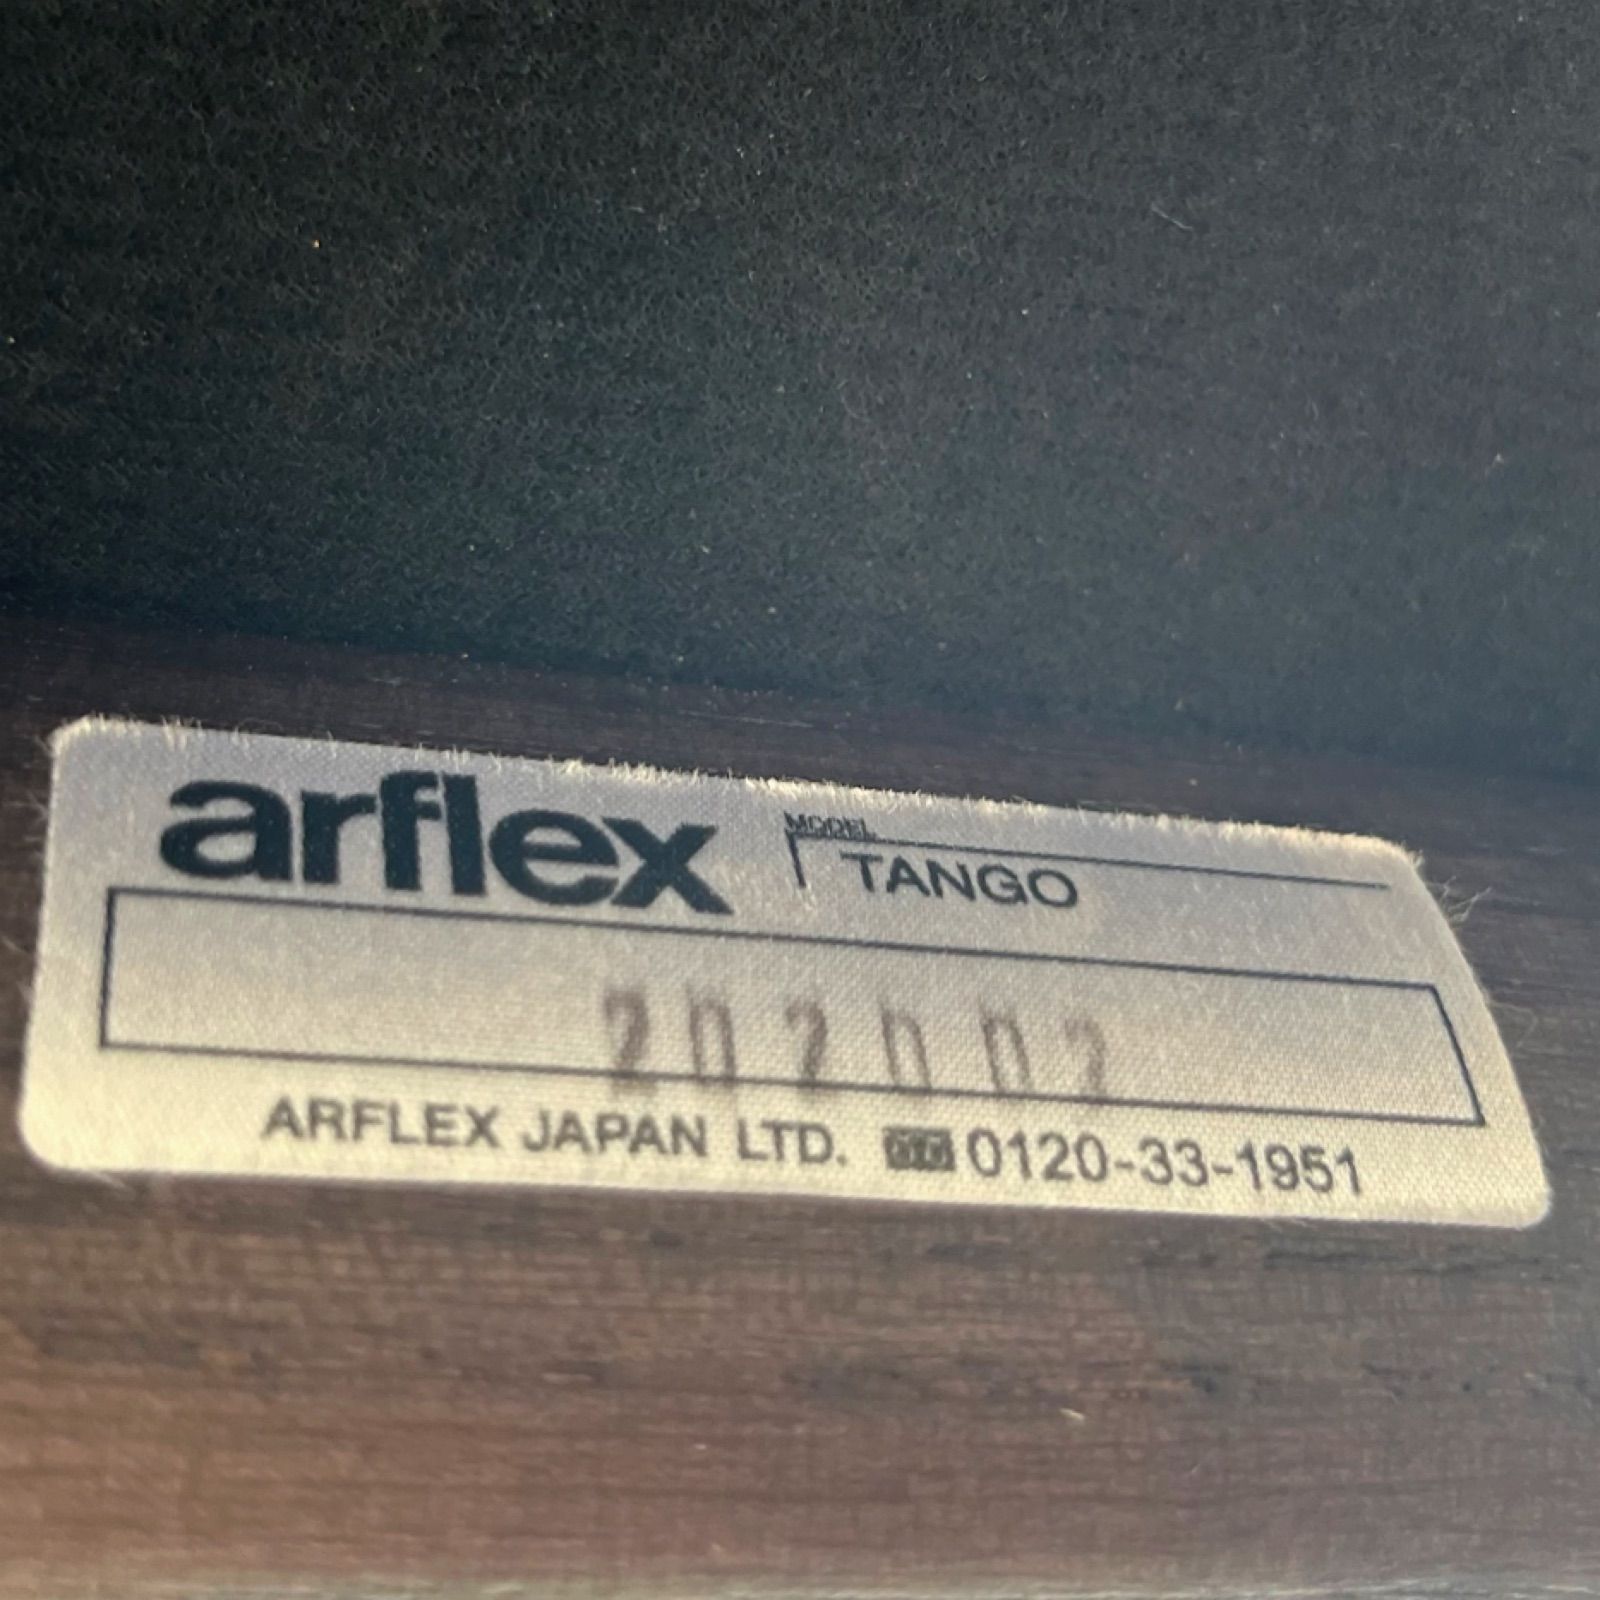 arflex
MODEL
TANGO
202002
ARFLEX JAPAN LTD. 0120-33-1951